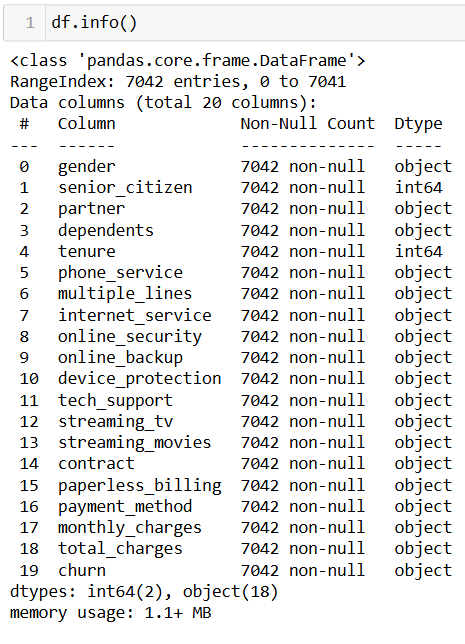 1 df.info()
<class 'pandas.core.frame.DataFrame'>
RangeIndex: 7042 entries, 0 to 7041
Data columns (total 20 columns):
 #   Column             Non-Null Count  Dtype
---  ------             --------------  -----
 0   gender             7042 non-null   object
 1   senior_citizen     7042 non-null   int64
 2   partner            7042 non-null   object
 3   dependents         7042 non-null   object
 4   tenure             7042 non-null   int64
 5   phone_service      7042 non-null   object
 6   multiple_lines     7042 non-null   object
 7   internet_service   7042 non-null   object
 8   online_security    7042 non-null   object
 9   online_backup      7042 non-null   object
 10  device_protection  7042 non-null   object
 11  tech_support       7042 non-null   object
 12  streaming_tv       7042 non-null   object
 13  streaming_movies   7042 non-null   object
 14  contract           7042 non-null   object
 15  paperless_billing  7042 non-null   object
 16  payment_method     7042 non-null   object
 17  monthly_charges    7042 non-null   object
 18  total_charges      7042 non-null   object
 19  churn              7042 non-null   object
dtypes: int64(2), object(18)
memory usage: 1.1+ MB